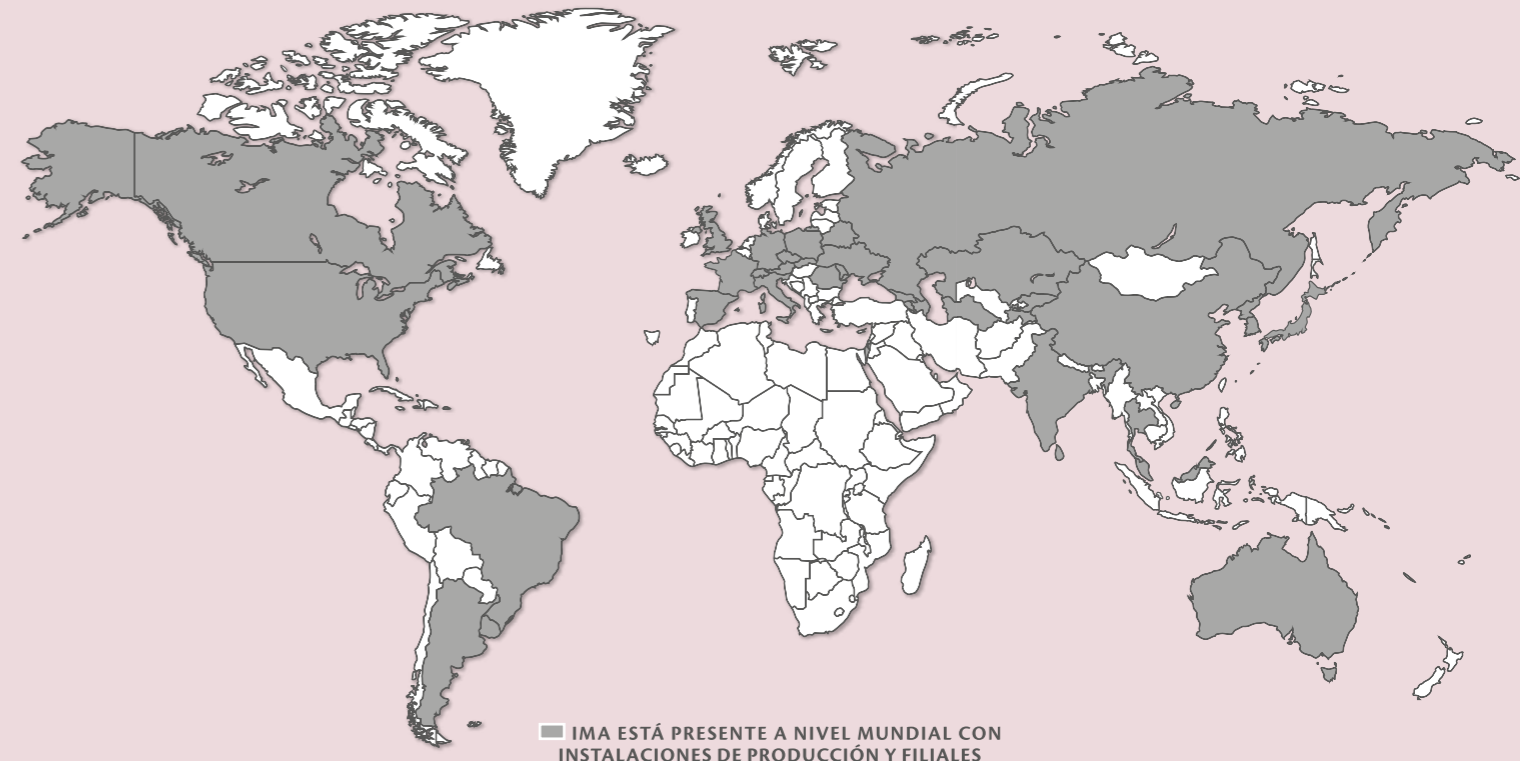 IMA ESTÁ PRESENTE A NIVEL MUNDIAL CON
INSTALACIONES DE PRODUCCIÓN Y FILIALES